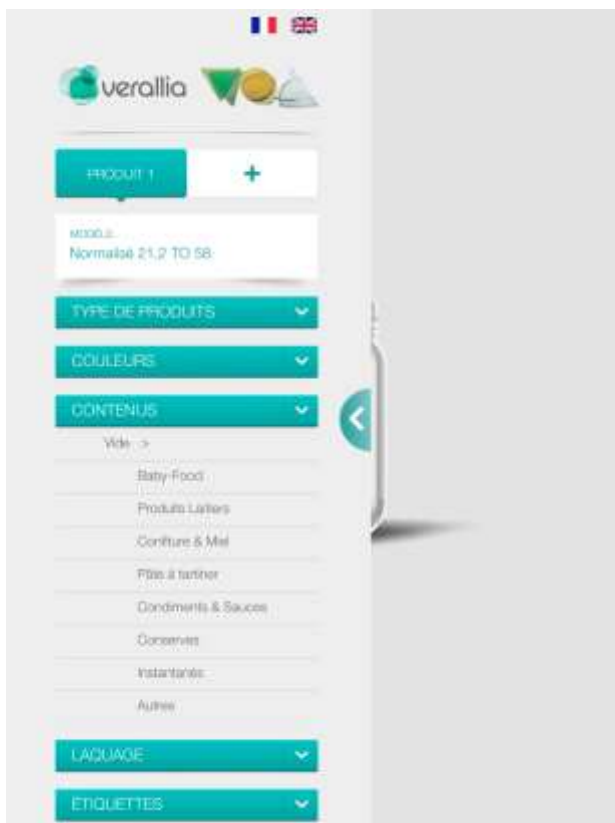 verallia
PRODUIT 1
+
MODÈLE
Normalisé 21,2 TO 58
TYPE DE PRODUITS
COULEURS
CONTENUS
Vide >
Baby-Food
Produits Laitiers
Confiture & Miel
Pâte à tartiner
Condiments & Sauces
Conserves
Instantanés
Autres
LAQUAGE
ETIQUETTES